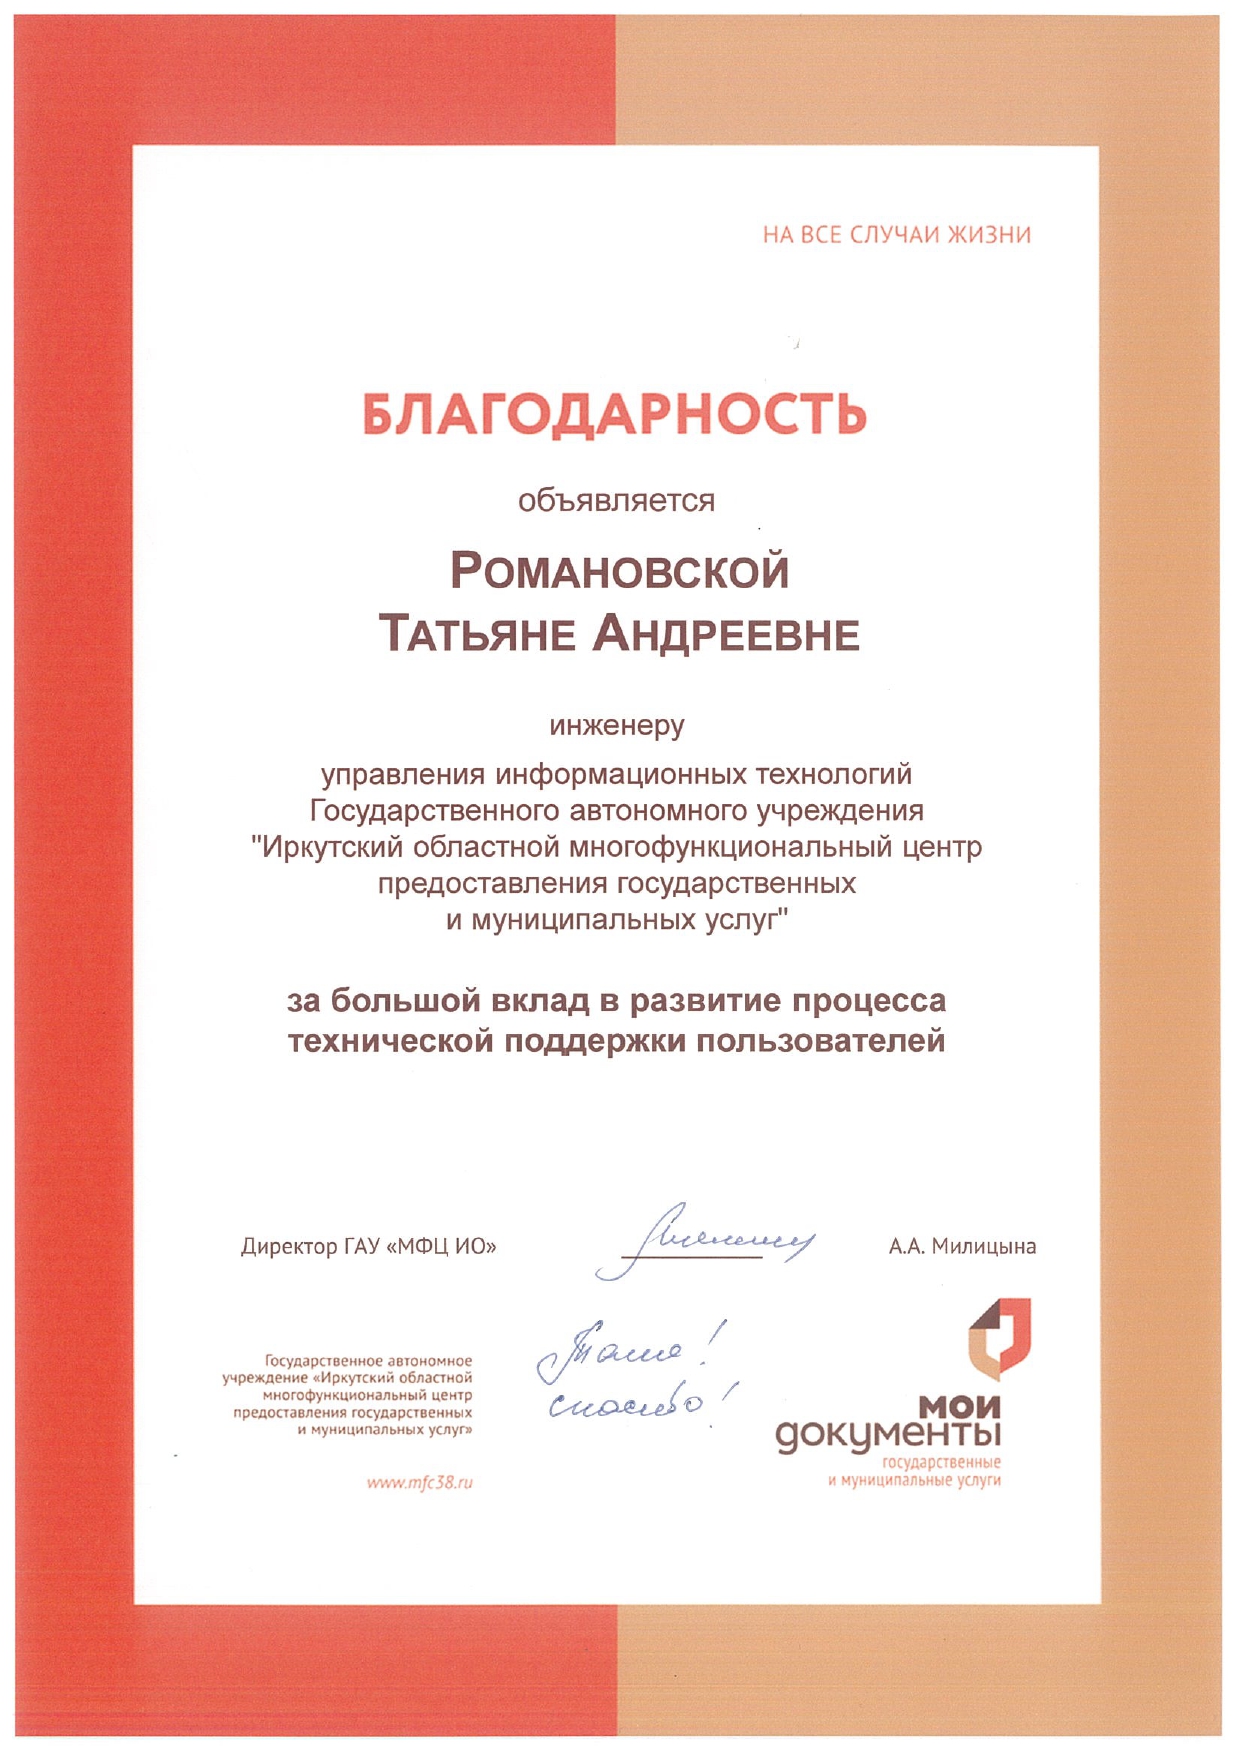 НА ВСЕ СЛУЧАИ ЖИЗНИ
БЛАГОДАРНОСТЬ
объявляется
РОМАНОВСКОЙ
ТАТЬЯНЕ АНДРЕЕВНЕ
инженеру
управления информационных технологий
Государственного автономного учреждения
"Иркутский областной многофункциональный центр
предоставления государственных
и муниципальных услуг"
за большой вклад в развитие процесса
технической поддержки пользователей
Директор ГАУ «МФЦ ИО»
А.А. Милицына
Государственное автономное
учреждение «Иркутский областной
многофункциональный центр
предоставления государственных
и муниципальных услуг»
www.mfc38.ru
Таше!
спасибо!
мои
документы
государственные
и муниципальные услуги